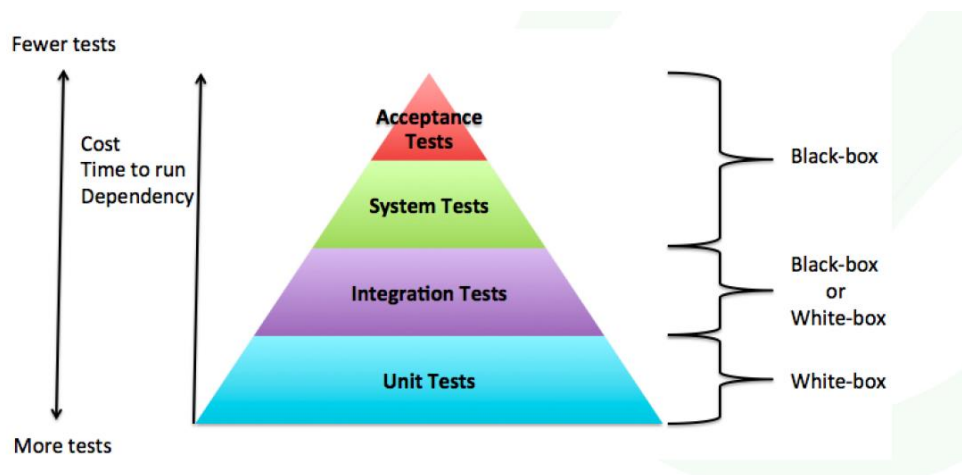 Fewer tests
Cost
Time to run
Dependency
More tests
Acceptance
Tests
System Tests
Integration Tests
Unit Tests
Black-box
Black-box
or
White-box
White-box